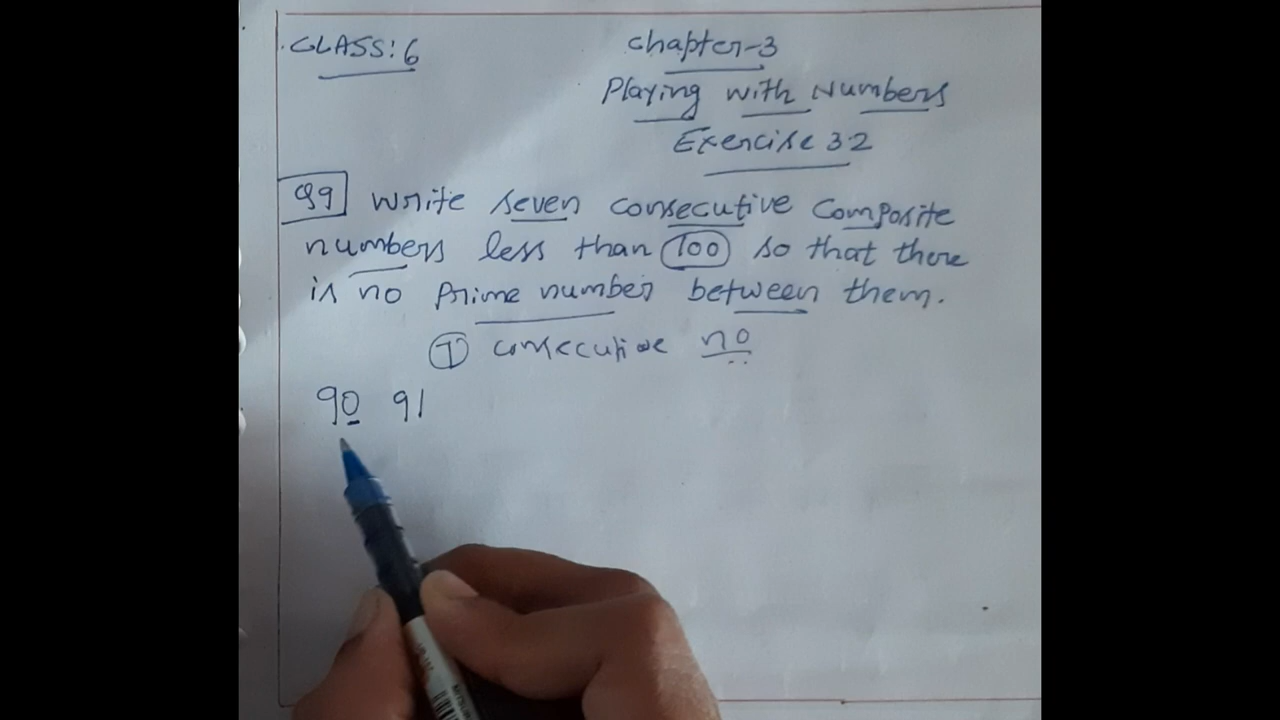 CLASS: 6
Chapter-3
Playing with Numbers
Exercise 3.2
Q9 Write seven consecutive composite
numbers less than 100 so that there
is no prime number between them.
7 consecutive no
90 91